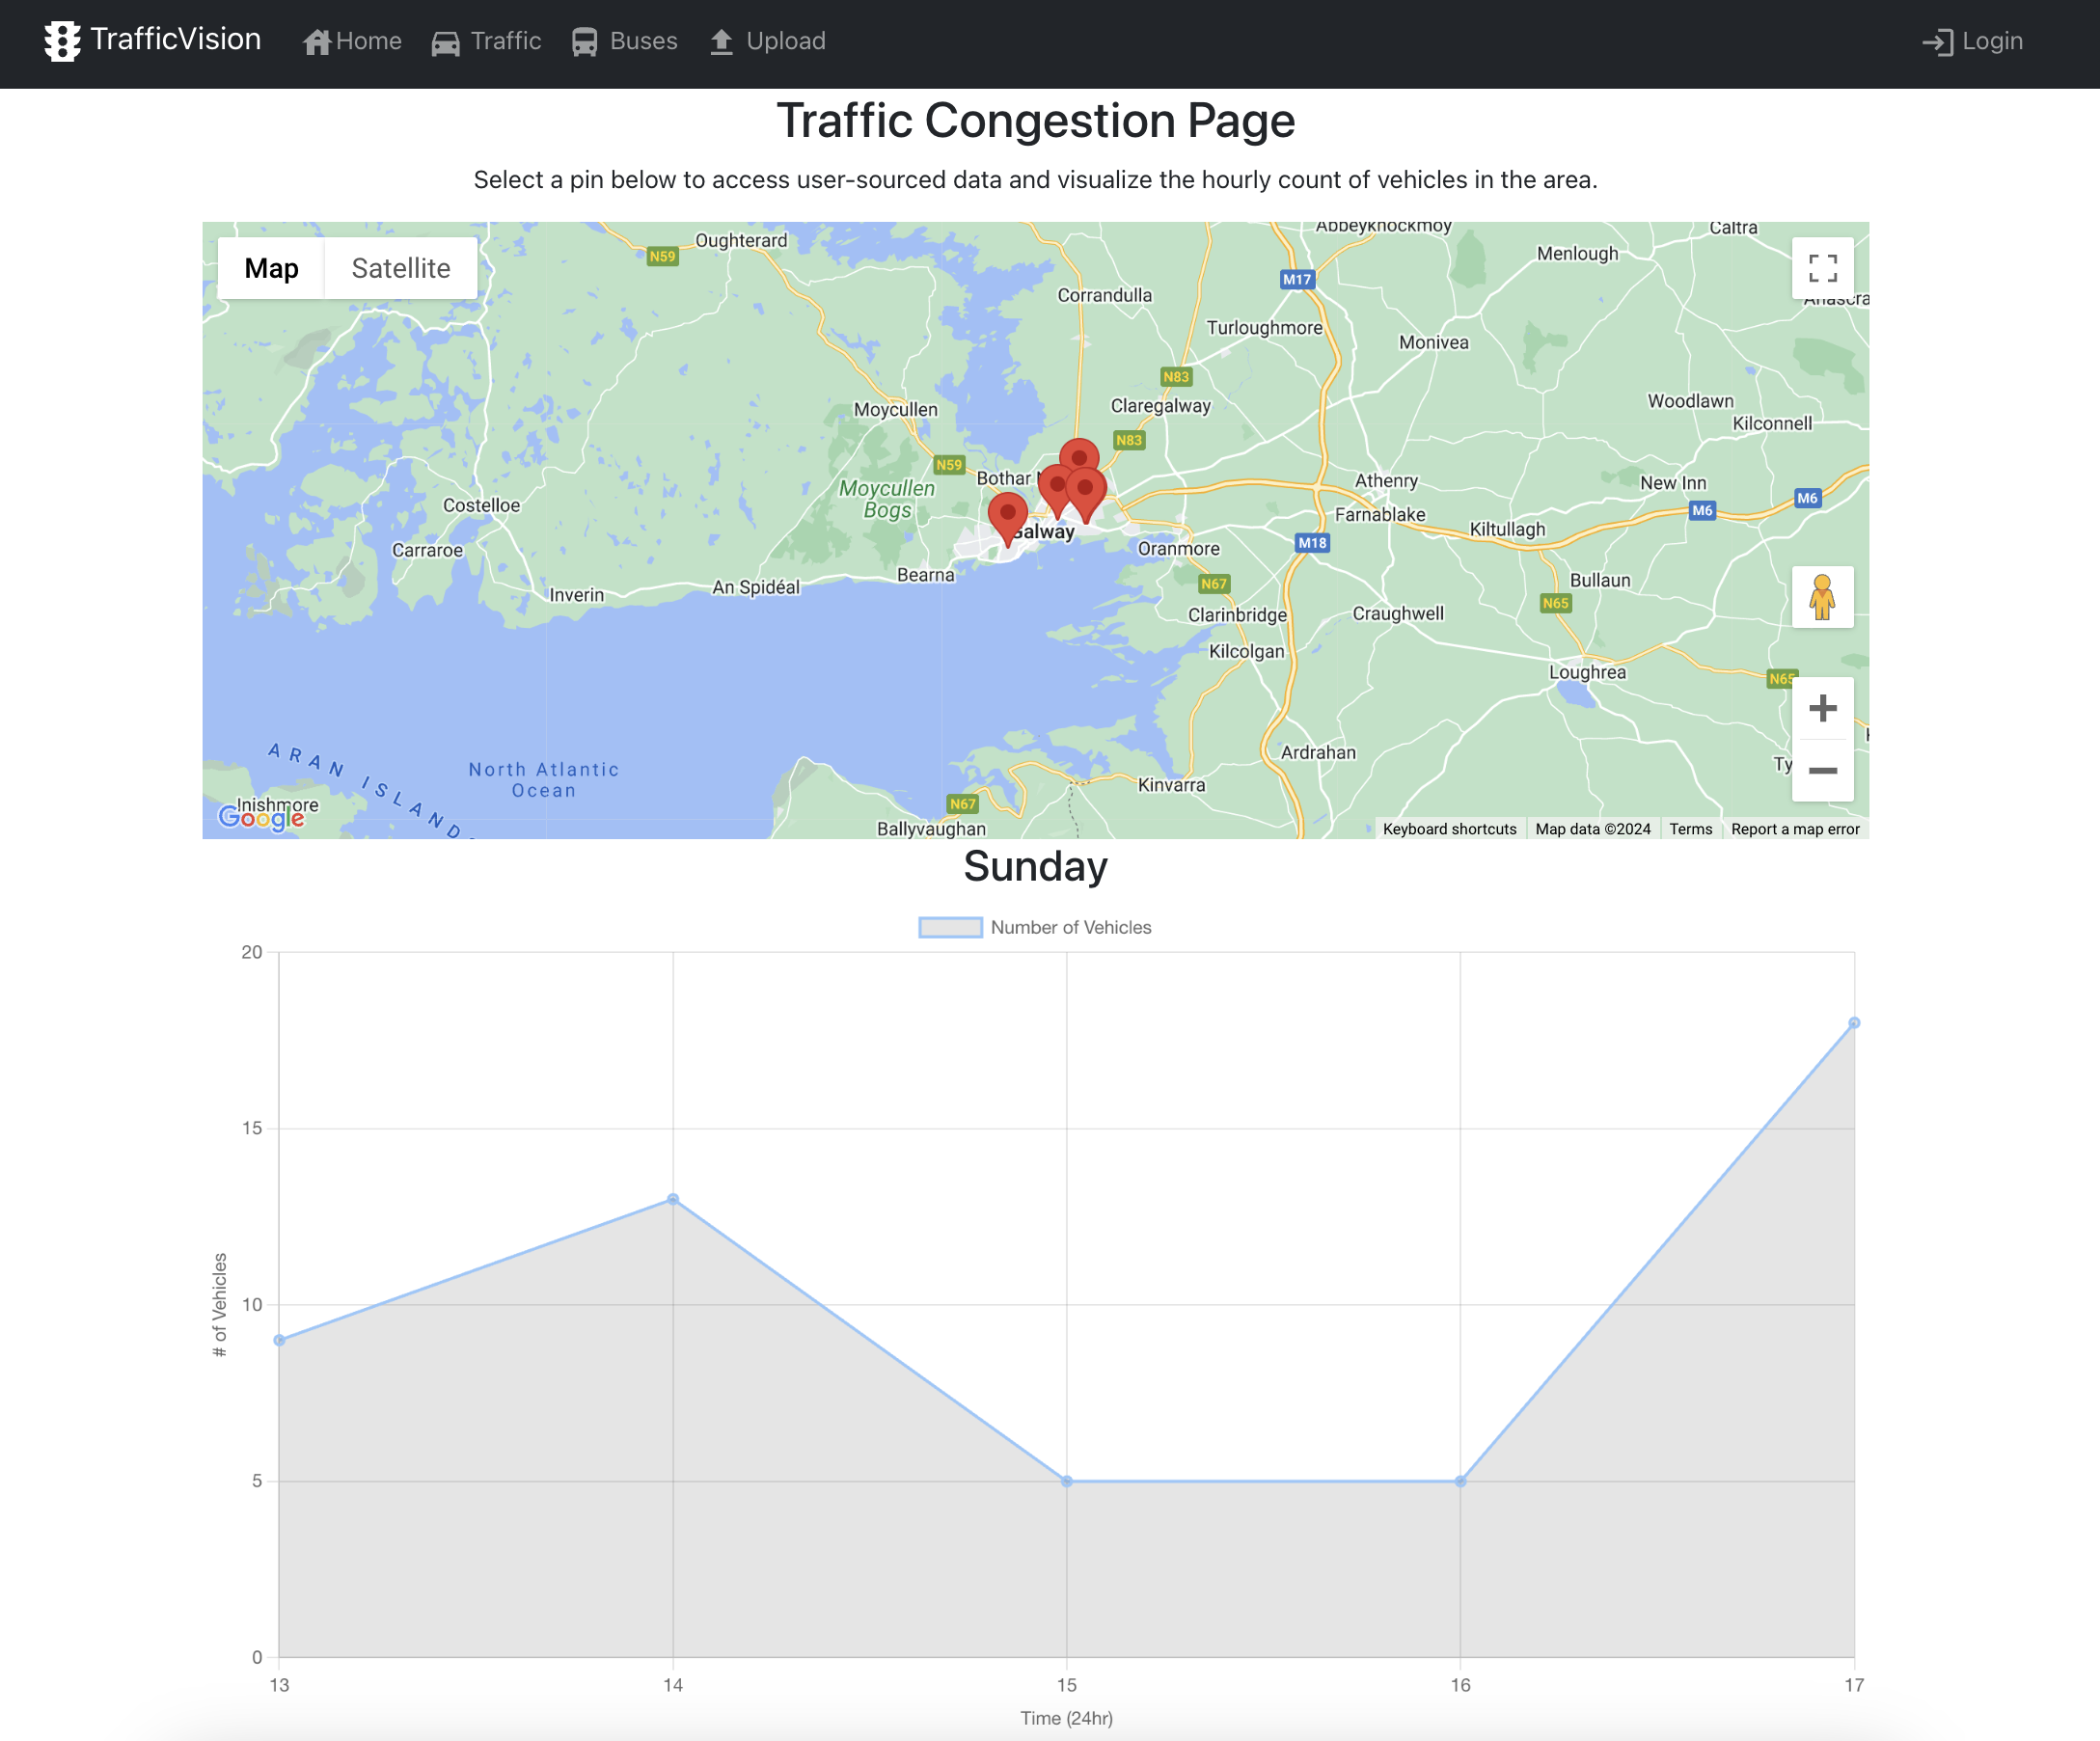 TrafficVision
Home
Traffic
Buses
Upload
Login
Traffic Congestion Page
Select a pin below to access user-sourced data and visualize the hourly count of vehicles in the area.
Map
Satellite
N59
Oughterard
Abbeyknockmoy
Caltra
Menlough
M17
Corrandulla
Turloughmore
Monivea
N83
Claregalway
Moycullen
N83
N59
Woodlawn
Kilconnell
Bothar
Moycullen
Bogs
Costelloe
Carraroe
Galway
Athenry
Farnablake
New Inn
M6
M6
Kiltullagh
M18
Oranmore
Bearna
An Spidéal
Inverin
N67
Clarinbridge
Craughwell
Bullaun
N65
Kilcolgan
Loughrea
N65
Ardrahan
Kinvarra
ARAN ISLAND
North Atlantic
Ocean
Inishmore
Google
N67
Ballyvaughan
Ty
Keyboard shortcuts
Map data ©2024
Terms
Report a map error
Sunday
Number of Vehicles
20
15
10
5
0
# of Vehicles
13
14
15
16
17
Time (24hr)